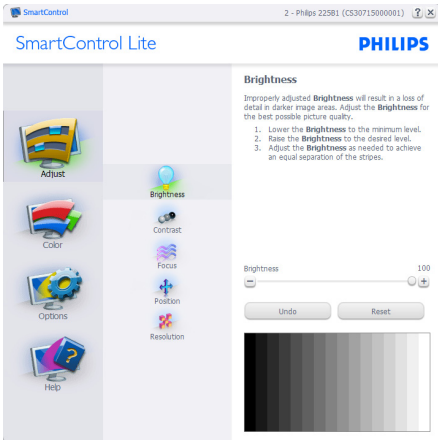 SmartControl
2 - Philips 225B1 (CS30715000001)
SmartControl Lite
PHILIPS
Adjust
Color
Options
Help
Brightness
Contrast
Focus
Position
Resolution
Brightness
Improperly adjusted Brightness will result in a loss of
detail in darker image areas. Adjust the Brightness for
the best possible picture quality.
1. Lower the Brightness to the minimum level.
2. Raise the Brightness to the desired level.
3. Adjust the Brightness as needed to achieve
an equal separation of the stripes.
Brightness 100
Undo Reset